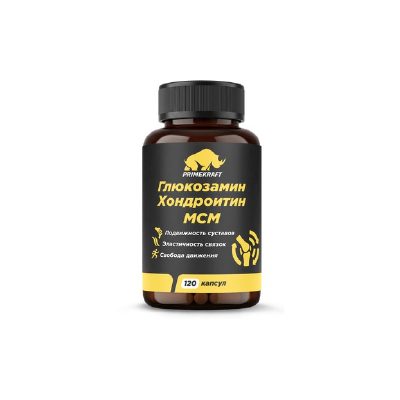 PRIMEKRAFT
Глюкозамин
Хондроитин
МСМ
Подвижность суставов
Эластичность связок
Свобода движения
120 капсул